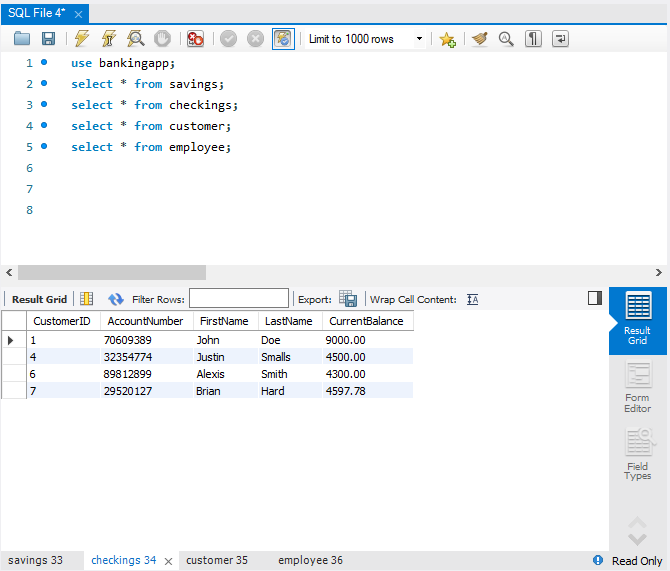 SQL File 4*
Limit to 1000 rows
1 use bankingapp;
2 select * from savings;
3 select * from checkings;
4 select * from customer;
5 select * from employee;
6
7
8
Result Grid Filter Rows: Export: Wrap Cell Content:
CustomerID AccountNumber FirstName LastName CurrentBalance
1 70609389 John Doe 9000.00
4 32354774 Justin Smalls 4500.00
6 89812899 Alexis Smith 4300.00
7 29520127 Brian Hard 4597.78
Result
Grid
Form
Editor
Field
Types
savings 33 checkings 34 customer 35 employee 36 Read Only